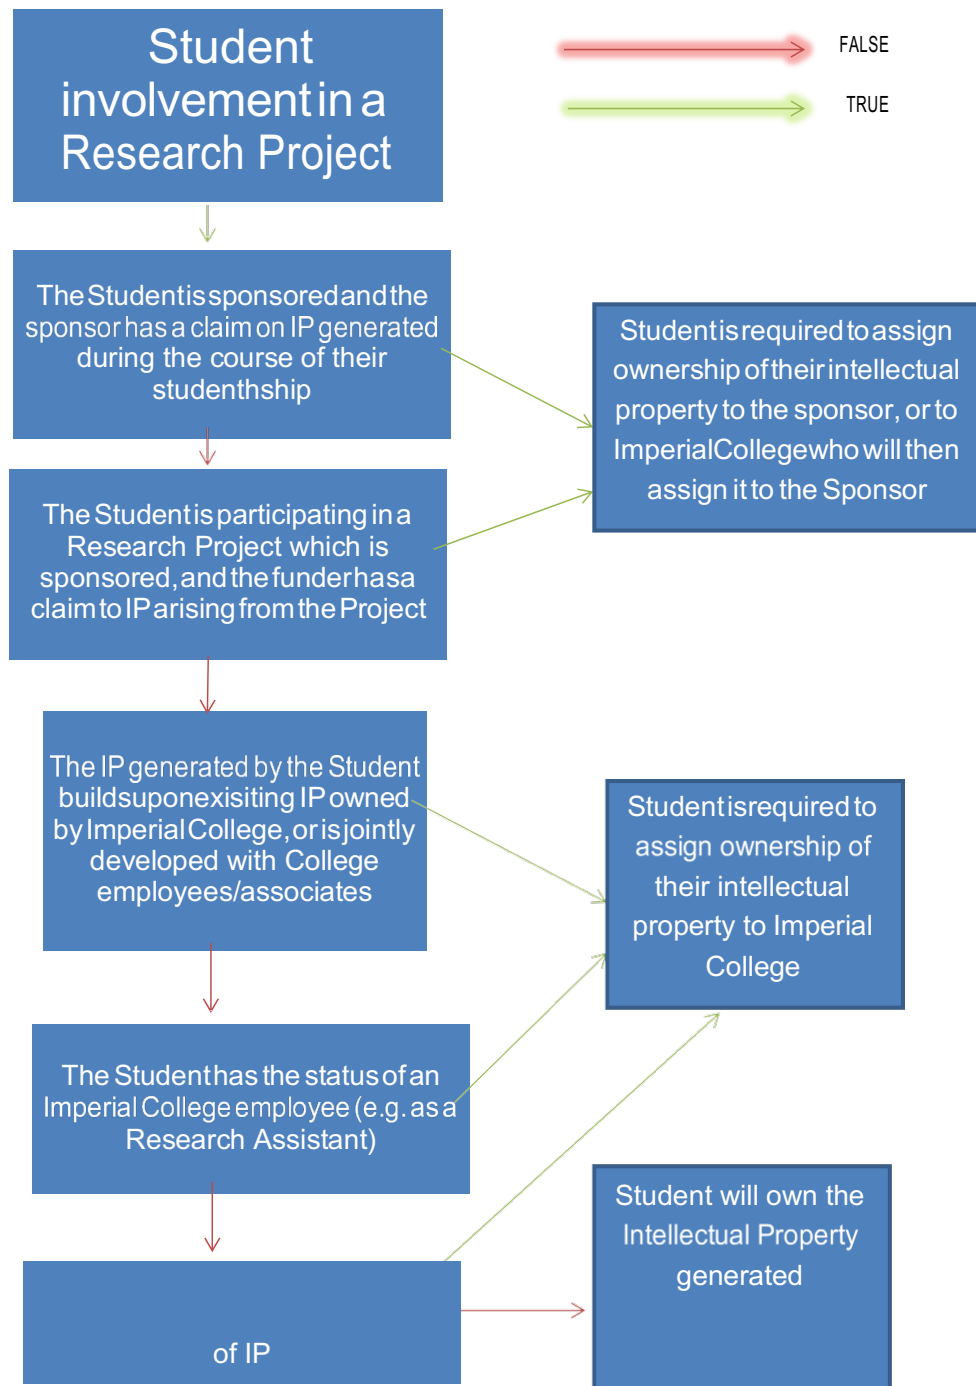 Student
involvement in a
Research Project
FALSE
TRUE
The Student is sponsored and the
sponsor has a claim on IP generated
during the course of their
studenthship
Student is required to assign
ownership of their intellectual
property to the sponsor, or to
Imperial College who will then
assign it to the Sponsor
The Student is participating in a
Research Project which is
sponsored, and the funder has a
claim to IP arising from the Project
The IP generated by the Student
builds upon exisiting IP owned
by Imperial College, or is jointly
developed with College
employees/associates
Student is required to
assign ownership of
their intellectual
property to Imperial
College
The Student has the status of an
Imperial College employee (e.g. as a
Research Assistant)
Student will own the
Intellectual Property
generated
of IP